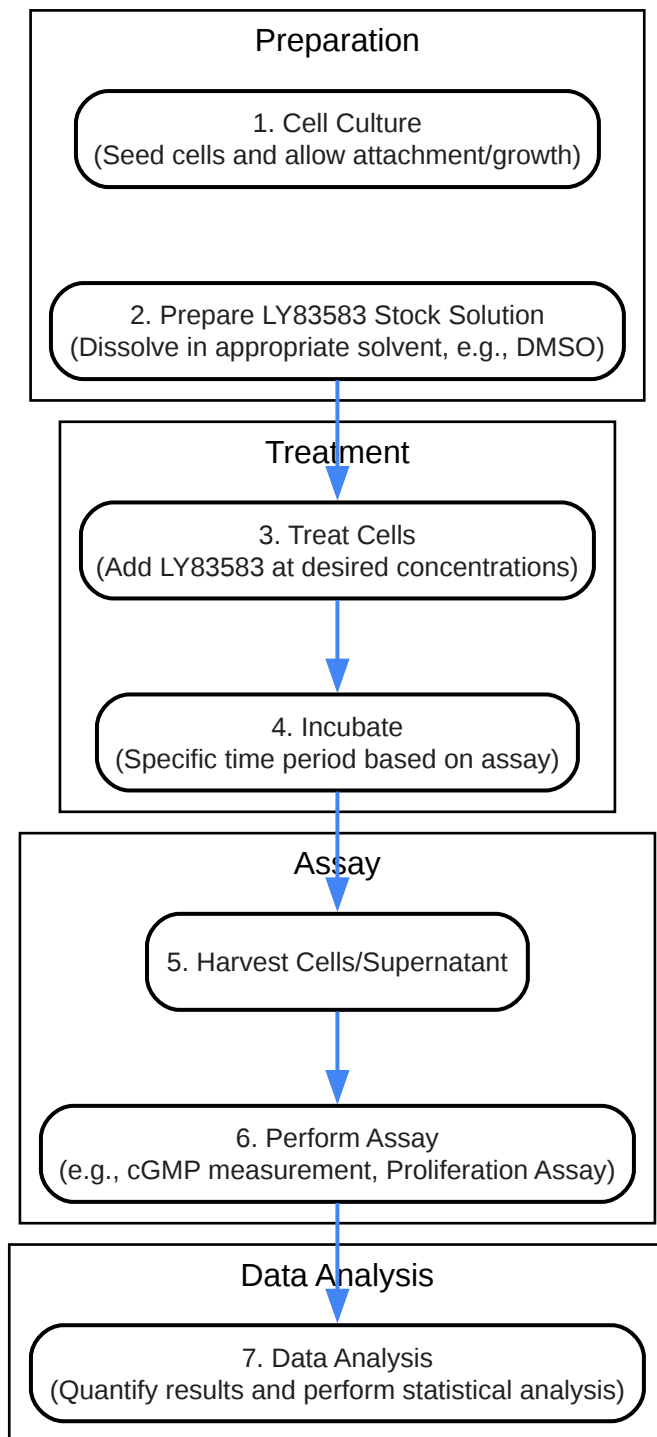 Preparation
1. Cell Culture
(Seed cells and allow attachment/growth)
2. Prepare LY83583 Stock Solution
(Dissolve in appropriate solvent, e.g., DMSO)
Treatment
3. Treat Cells
(Add LY83583 at desired concentrations)
4. Incubate
(Specific time period based on assay)
Assay
5. Harvest Cells/Supernatant
6. Perform Assay
(e.g., cGMP measurement, Proliferation Assay)
Data Analysis
7. Data Analysis
(Quantify results and perform statistical analysis)